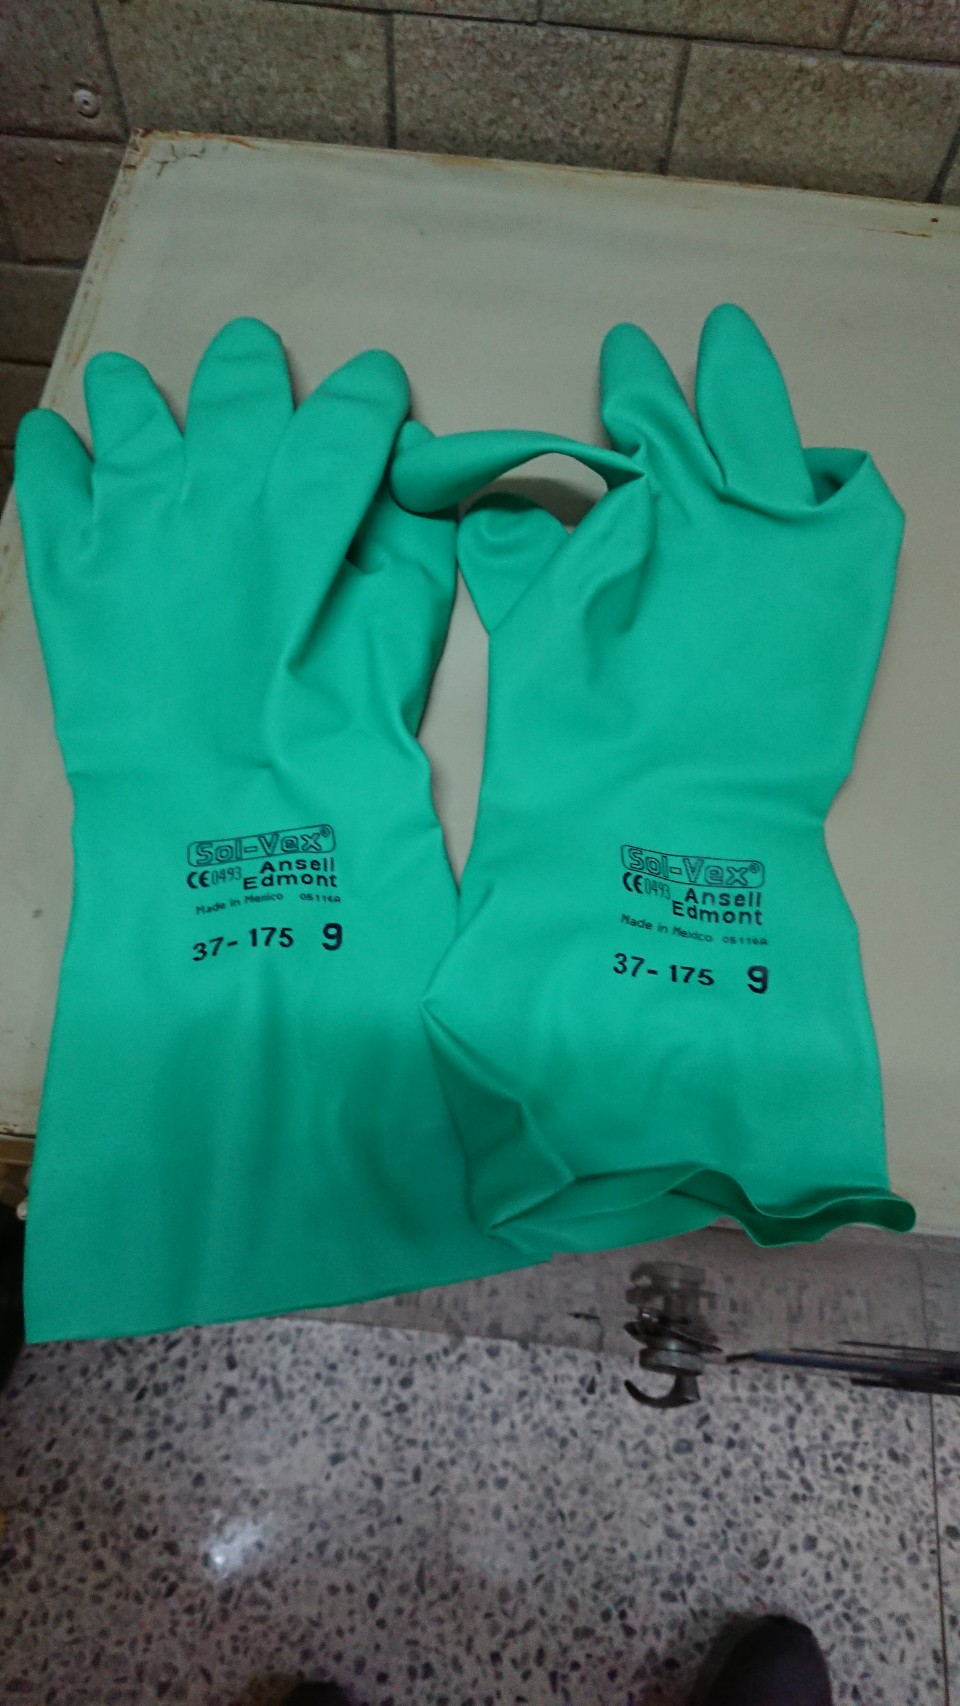 Sol-Vex®
CE0493 Ansell
Edmont
Made in Mexico 05116A
37-175 9
Sol-Vex®
CE0493 Ansell
Edmont
Made in Mexico 05116A
37-175 9